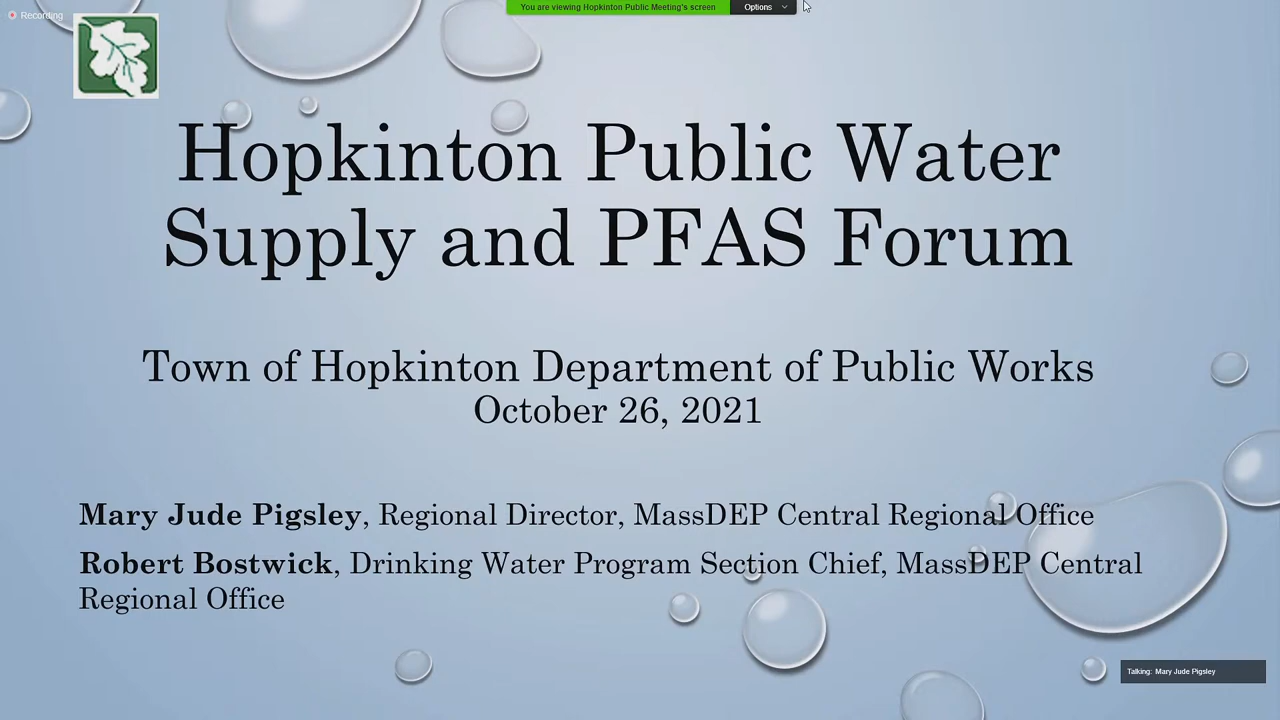 Recording
You are viewing Hopkinton Public Meeting's screen
Options
Hopkinton Public Water
Supply and PFAS Forum
Town of Hopkinton Department of Public Works
October 26, 2021
Mary Jude Pigsley, Regional Director, MassDEP Central Regional Office
Robert Bostwick, Drinking Water Program Section Chief, MassDEP Central
Regional Office
Talking: Mary Jude Pigsley